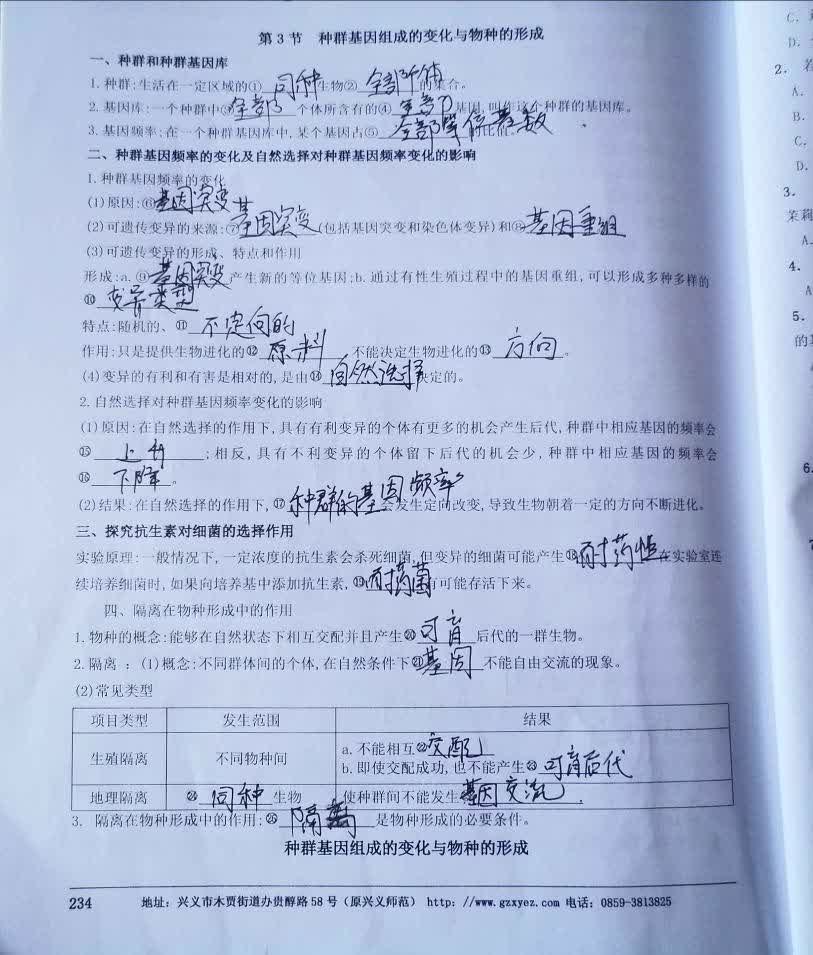 第3节 种群基因组成的变化与物种的形成
一、种群和种群基因库
1.种群:生活在一定区域的①同种生物②全部个体的集合。
2.基因库:一个种群中③全部个体所含有的④全部基因,叫作这个种群的基因库。
3.基因频率:在一个种群基因库中,某个基因占⑤全部等位基因数
二、种群基因频率的变化及自然选择对种群基因频率变化的影响
1.种群基因频率的变化
(1)原因:⑥基因突变
(2)可遗传变异的来源:⑦基因突变(包括基因突变和染色体变异)和⑧基因重组
(3)可遗传变异的形成、特点和作用
形成:a.⑨基因突变产生新的等位基因;b.通过有性生殖过程中的基因重组,可以形成多种多样的
⑩变异类型
特点:随机的、⑪不定向的
作用:只是提供生物进化的⑫原料,不能决定生物进化的⑬方向。
(4)变异的有利和有害是相对的,是由⑭自然选择决定的。
2.自然选择对种群基因频率变化的影响
(1)原因:在自然选择的作用下,具有有利变异的个体有更多的机会产生后代,种群中相应基因的频率会
⑮上升;相反,具有不利变异的个体留下后代的机会少,种群中相应基因的频率会
⑯下降。
(2)结果:在自然选择的作用下,⑰种群的基因频率会发生定向改变,导致生物朝着一定的方向不断进化。
三、探究抗生素对细菌的选择作用
实验原理:一般情况下,一定浓度的抗生素会杀死细菌,但变异的细菌可能产生⑱耐药性在实验室连
续培养细菌时,如果向培养基中添加抗生素,⑲耐药菌有可能存活下来。
四、隔离在物种形成中的作用
1.物种的概念:能够在自然状态下相互交配并且产生⑳可育后代的一群生物。
2.隔离:(1)概念:不同群体间的个体,在自然条件下㉑基因不能自由交流的现象。
(2)常见类型
项目类型 发生范围 结果
生殖隔离 不同物种间 a.不能相互㉒交配
b.即使交配成功,也不能产生㉓可育后代
地理隔离 ㉔同种生物 使种群间不能发生基因交流.
3.隔离在物种形成中的作用:㉕隔离是物种形成的必要条件。
种群基因组成的变化与物种的形成
234 地址:兴义市木贾街道办贵醇路58号(原兴义师范) http: //www.gzxyez.com 电话: 0859-3813825
C.
D.
2. 若
A.
B.
C.
D.
3.
茉莉
A.
4.
A
5.
的
6.